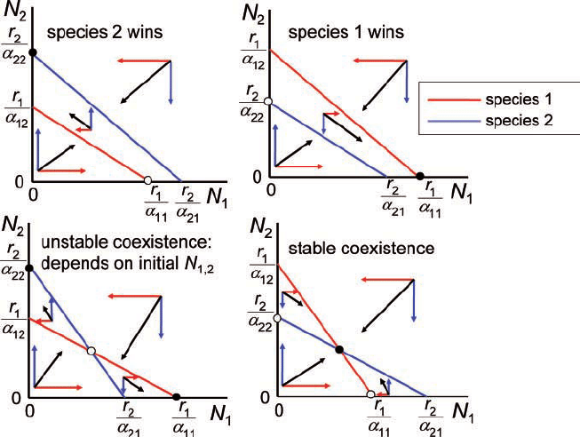 N2
r2
α22
species 2 wins
r1
α12
0
0
r1
α11
r2
α21
N1
N2
r1
α12
species 1 wins
r2
α22
0
0
r2
α21
r1
α11
N1
species 1
species 2
N2
r2
α22
unstable coexistence:
depends on initial N1,2
r1
α12
0
0
r2
α21
r1
α11
N1
N2
r1
α12
stable coexistence
r2
α22
0
0
r1
α11
r2
α21
N1